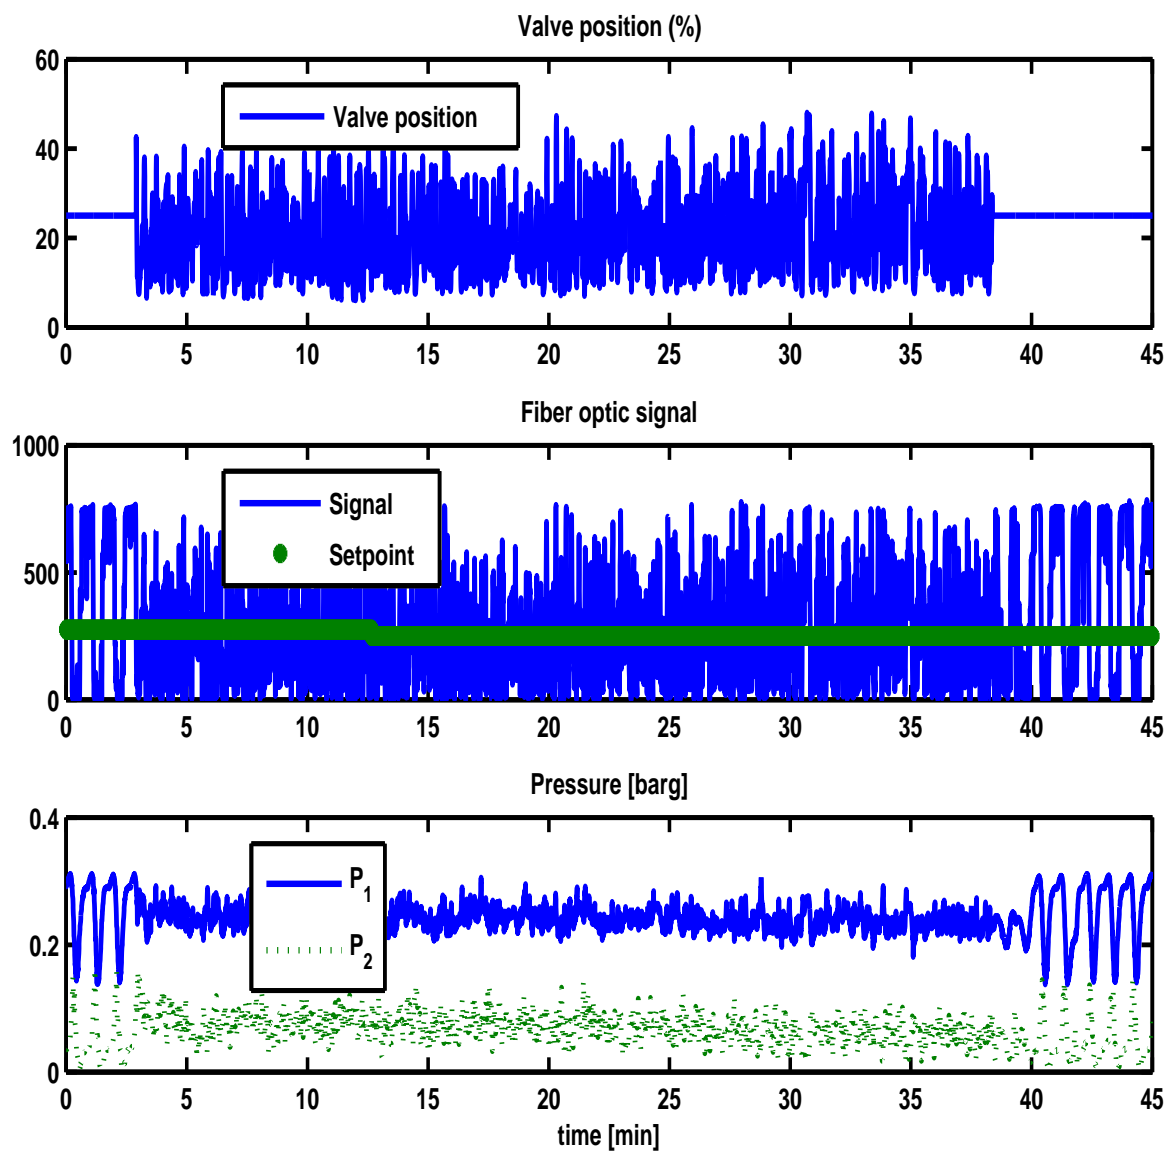 Valve position (%)
60
40
20
0
Valve position
0 5 10 15 20 25 30 35 40 45
Fiber optic signal
1000
500
0
Signal
Setpoint
0 5 10 15 20 25 30 35 40 45
Pressure [barg]
0.4
0.2
0
P1
P2
0 5 10 15 20 25 30 35 40 45
time [min]